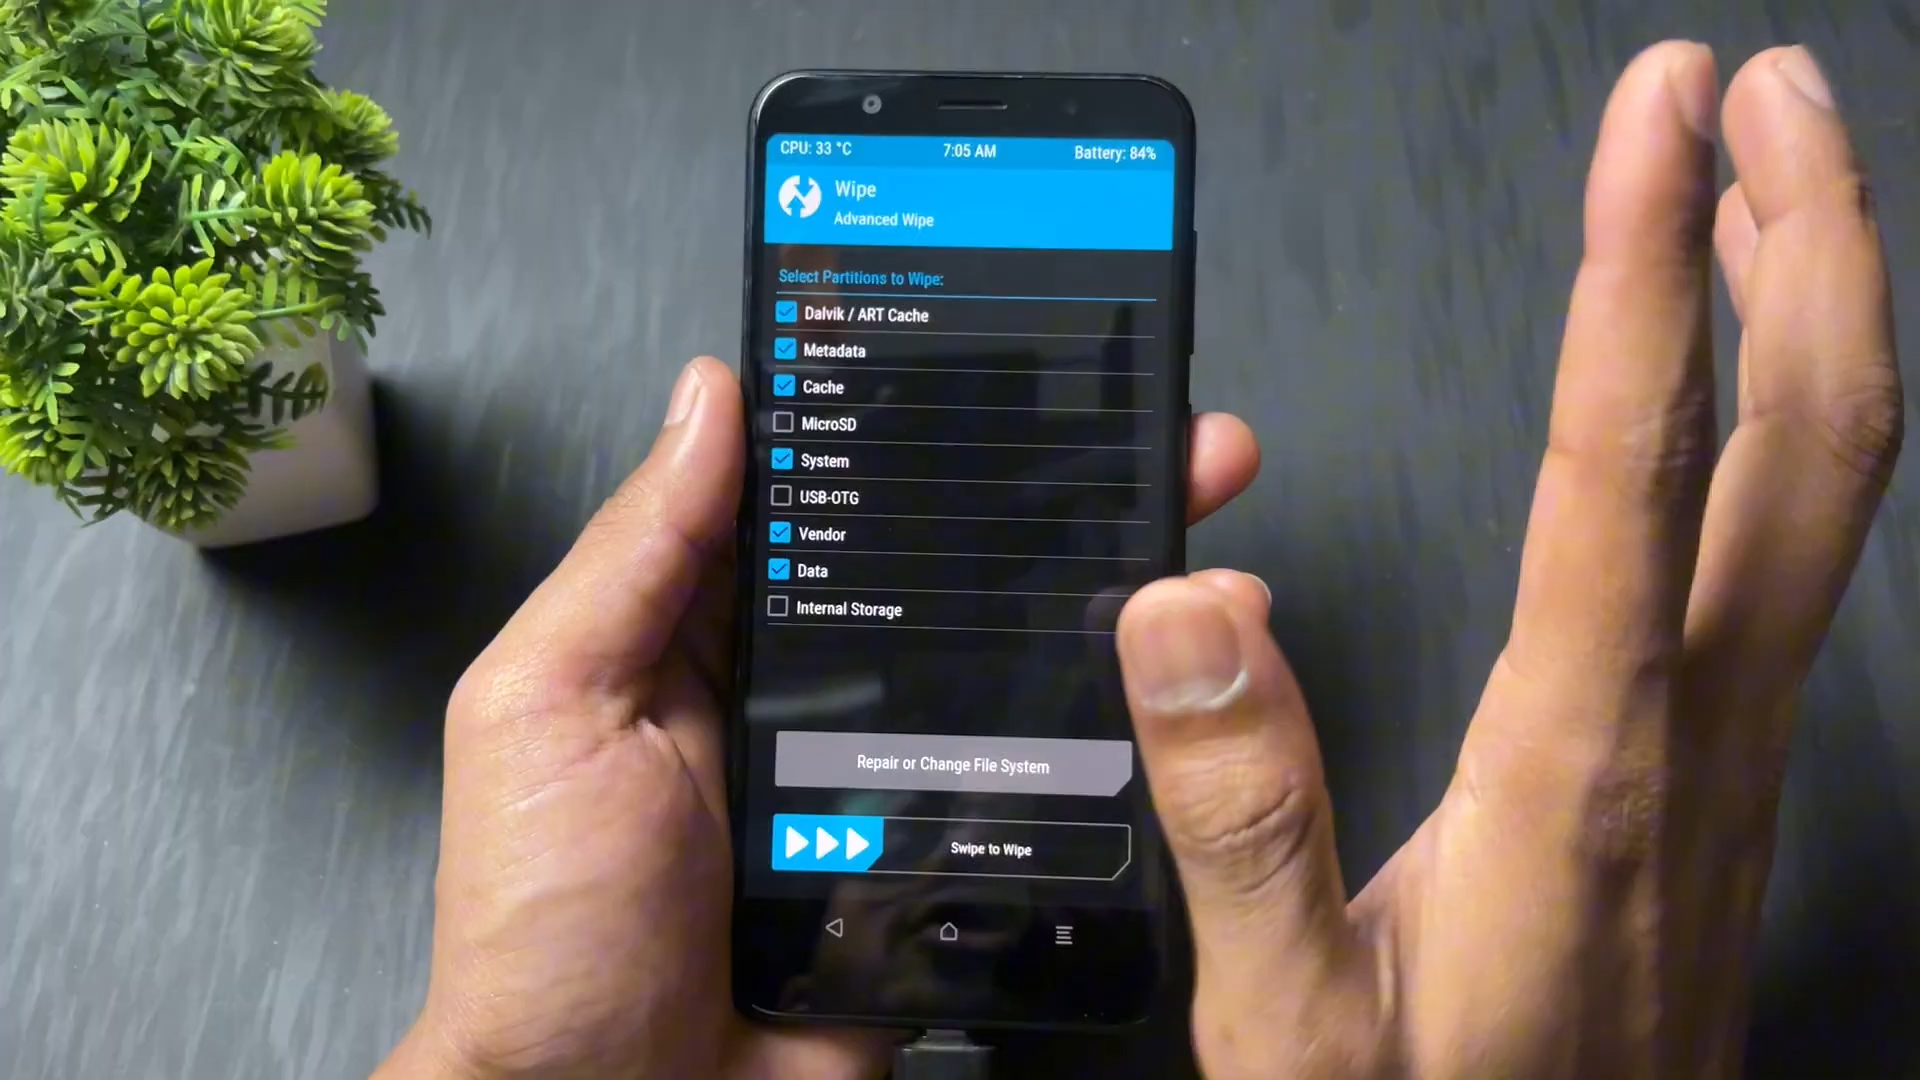 CPU: 33 °C 7:05 AM Battery: 84%
Wipe
Advanced Wipe
Select Partitions to Wipe:
Dalvik / ART Cache
Metadata
Cache
MicroSD
System
USB-OTG
Vendor
Data
Internal Storage
Repair or Change File System
Swipe to Wipe